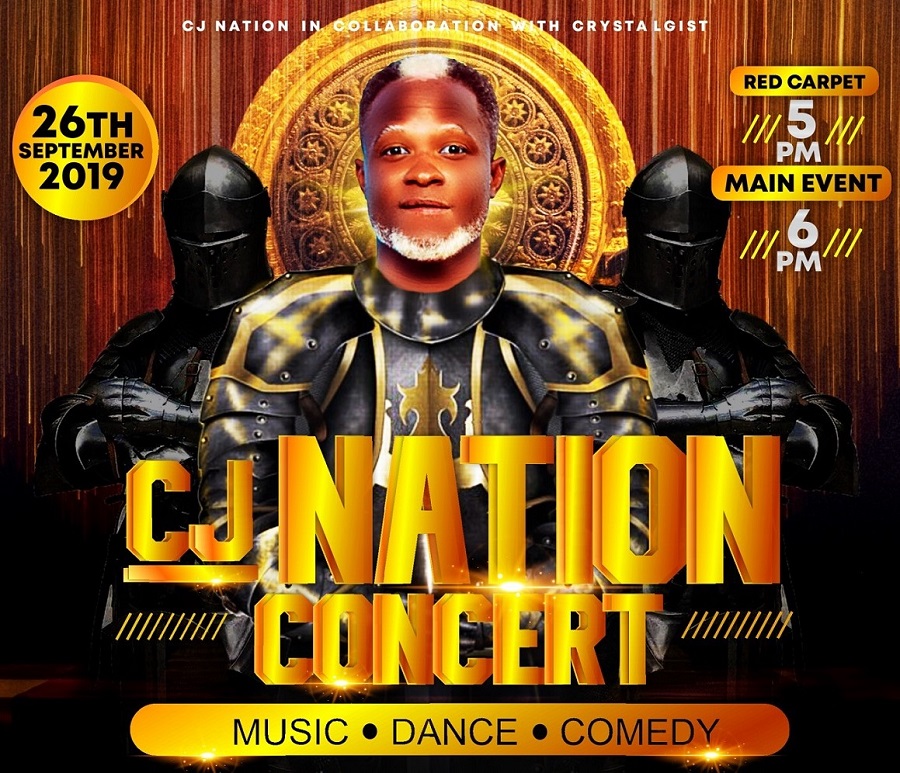 CJ NATION IN COLLABORATION WITH CRYSTALGIST
26TH
SEPTEMBER
2019
RED CARPET
5
PM
MAIN EVENT
6
PM
CJ NATION
CONCERT
MUSIC • DANCE • COMEDY